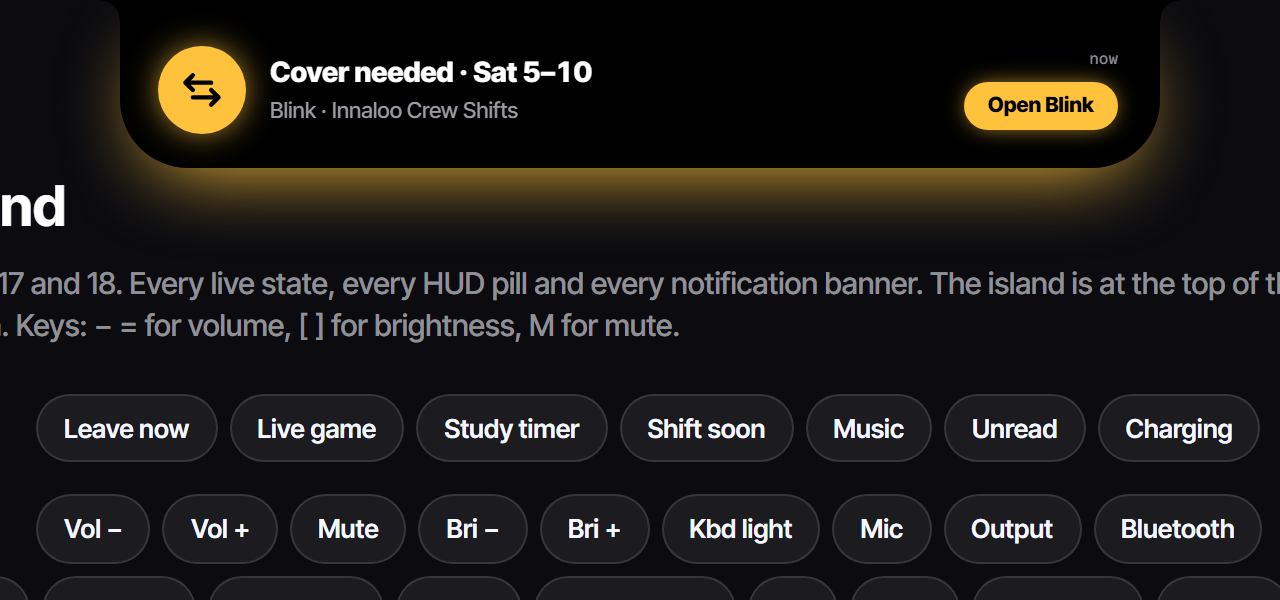 Cover needed · Sat 5–10
Blink · Innaloo Crew Shifts
now
Open Blink
nd
17 and 18. Every live state, every HUD pill and every notification banner. The island is at the top of
. Keys: – = for volume, [ ] for brightness, M for mute.
Leave now
Live game
Study timer
Shift soon
Music
Unread
Charging
Vol –
Vol +
Mute
Bri –
Bri +
Kbd light
Mic
Output
Bluetooth